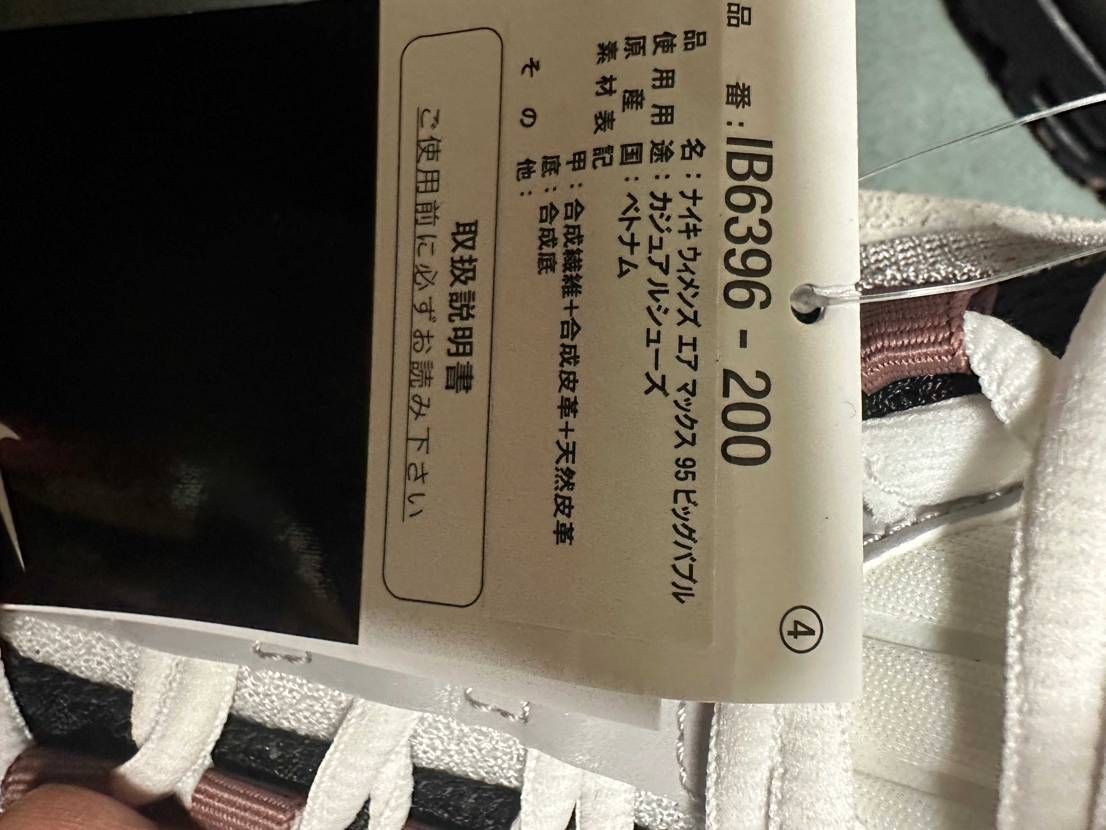 品 番：IB6396 - 200
品 名：ナイキ ウィメンズ エア マックス 95 ビッグバブル
使用用途：カジュアルシューズ
原産国：ベトナム
素材表記
甲：合成繊維＋合成皮革＋天然皮革
底：合成底
その他：
取扱説明書
ご使用前に必ずお読み下さい
④